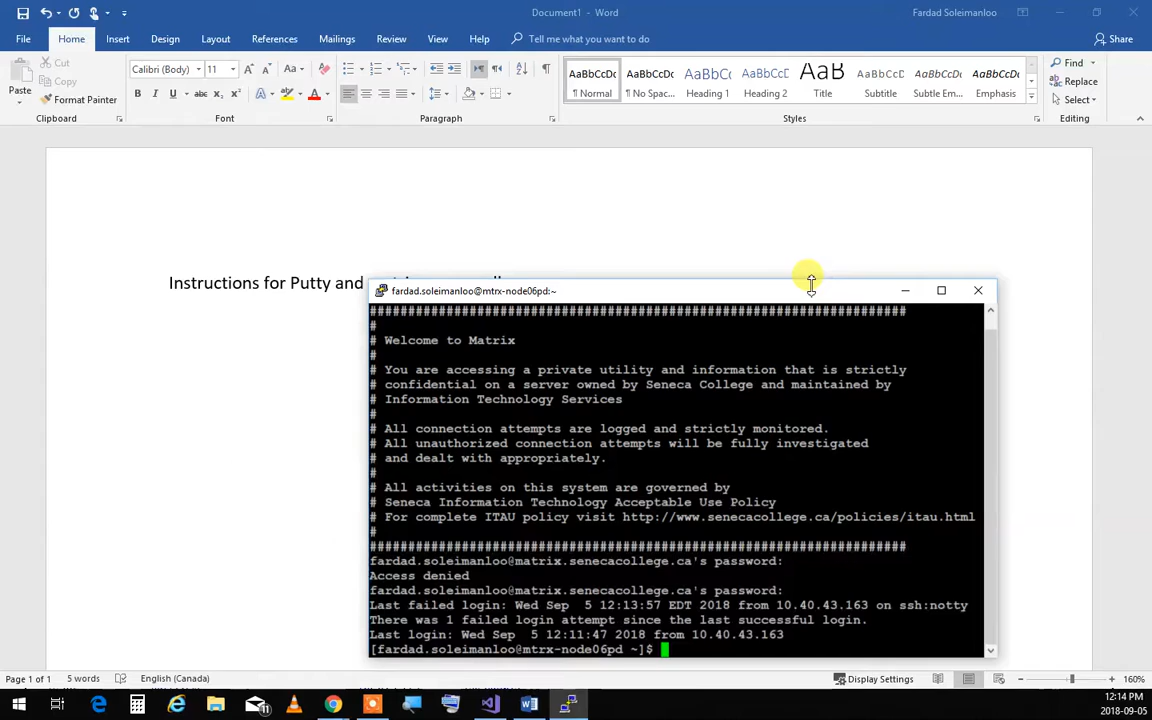 Document1 - Word
Fardad Soleimanloo
File Home Insert Design Layout References Mailings Review View Help Tell me what you want to do Share
Paste
Cut
Copy
Format Painter
Clipboard
Calibri (Body) 11
Font
Paragraph
AaBbCcDc AaBbCcDc AaBbCc AaBbCcD AaB AaBbCcD AaBbCcDc AaBbCcDc
¶ Normal ¶ No Spac... Heading 1 Heading 2 Title Subtitle Subtle Em... Emphasis
Styles
Find
Replace
Select
Editing
Instructions for Putty and
fardad.soleimanloo@mtrx-node06pd:~
###########################################################################
#
# Welcome to Matrix
#
# You are accessing a private utility and information that is strictly
# confidential on a server owned by Seneca College and maintained by
# Information Technology Services
#
# All connection attempts are logged and strictly monitored.
# All unauthorized connection attempts will be fully investigated
# and dealt with appropriately.
#
# All activities on this system are governed by
# Seneca Information Technology Acceptable Use Policy
# For complete ITAU policy visit http://www.senecacollege.ca/policies/itau.html
#
###########################################################################
fardad.soleimanloo@matrix.senecacollege.ca's password:
Access denied
fardad.soleimanloo@matrix.senecacollege.ca's password:
Last failed login: Wed Sep  5 12:13:57 EDT 2018 from 10.40.43.163 on ssh:notty
There was 1 failed login attempt since the last successful login.
Last login: Wed Sep  5 12:11:47 2018 from 10.40.43.163
[fardad.soleimanloo@mtrx-node06pd ~]$
Page 1 of 1 5 words English (Canada) Display Settings 160%
12:14 PM
2018-09-05